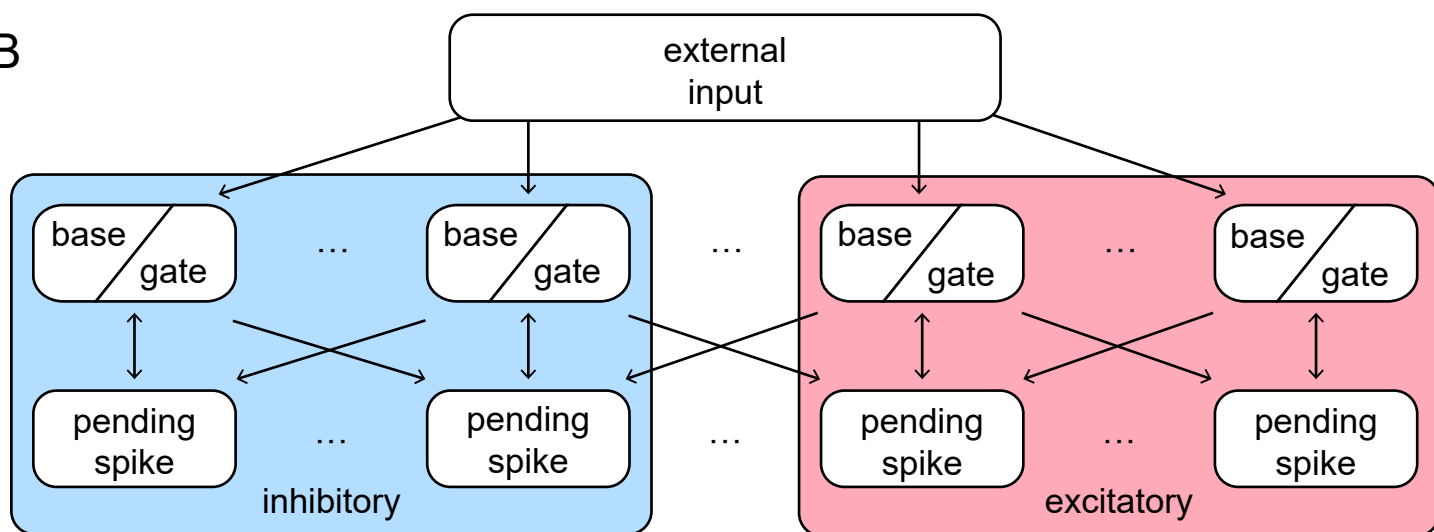 B
external
input
base
gate
...
base
gate
...
base
gate
...
base
gate
pending
spike
...
pending
spike
...
pending
spike
...
pending
spike
inhibitory
excitatory